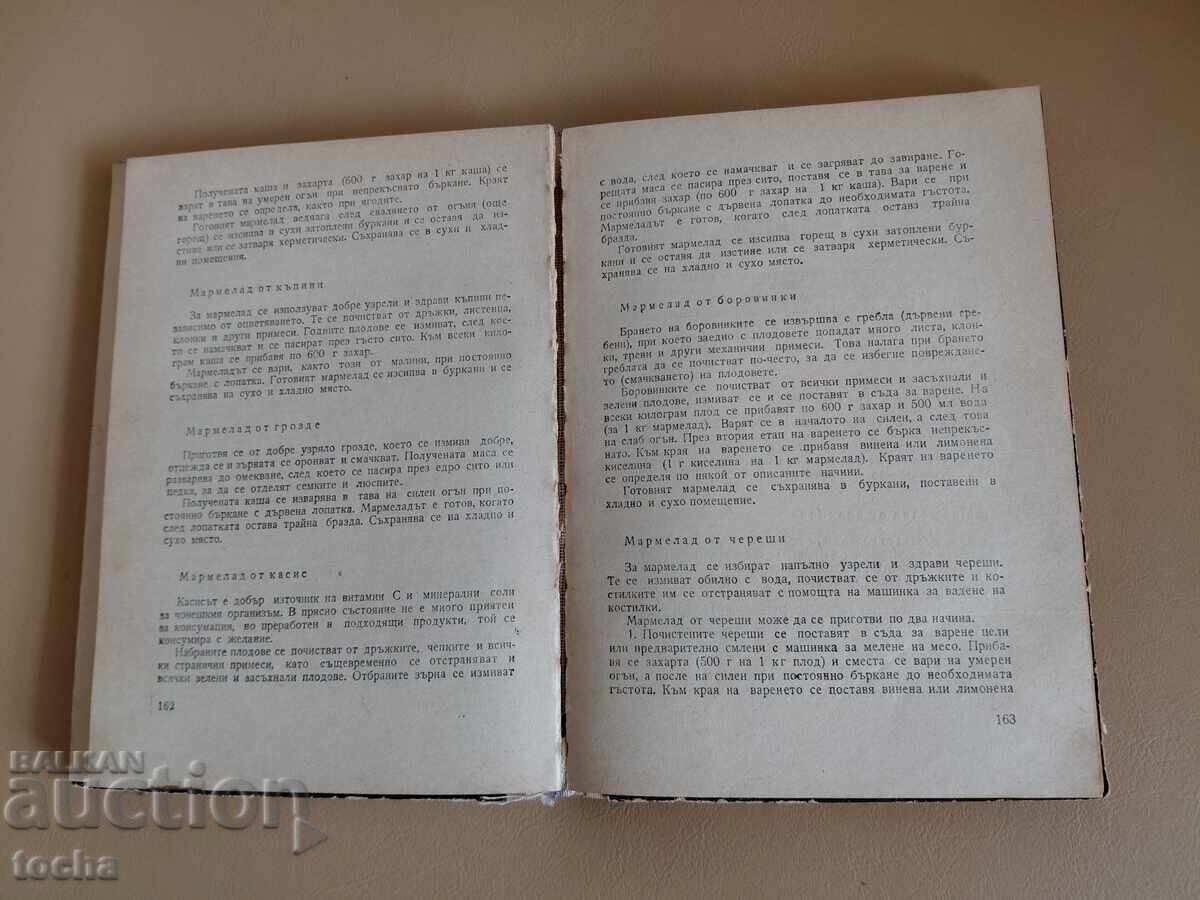 Получената каша и захарта (600 г захар на 1 кг каша) се
варят в тава на умерен огън при непрекъснато бъркане. Краят
на варенето се определя, както при ягодите.
Готовият мармелад веднага след свалянето от огъня (още
горещ) се изсипва в сухи затоплени буркани и се оставя да из-
стива или се затваря херметически. Съхранява се в сухи и хлад-
ни помещения.
Мармелад от къпини
За мармелад се използуват добре узрели и здрави къпини не-
зависимо от оцветяването. Те се почистват от дръжки, листенца,
клонки и други примеси. Годните плодове се измиват, след кое-
то се намачкват и се пасират през гъсто сито. Към всеки кило-
грам каша се прибавя по 600 г захар.
Мармеладът се вари, както този от малини, при постоянно
бъркане с лопатка. Готовият мармелад се изсипва в буркани и се
съхранява на сухо и хладно място.
Мармелад от грозде
Приготвя се от добре узряло грозде, което се измива добре,
отцежда се и зърната се оронват и смачкват. Получената маса се
разварява до омекване, след което се пасира през едро сито или
цедка, за да се отделят семките и люспите.
Получената каша се изварява в тава на силен огън при по-
стоянно бъркане с дървена лопатка. Мармеладът е готов, когато
след лопатката остава трайна бразда. Съхранява се на хладно и
сухо място.
Мармелад от касис
Касисът е добър източник на витамин С и минерални соли
за човешкия организъм. В прясно състояние не е много приятен
за консумация, но преработен в подходящи продукти, той се
консумира с желание.
Набраните плодове се почистват от дръжките, чепките и всич-
ки странични примеси, като същевременно се отстраняват и
всички зелени и засъхнали плодове. Отбраните зърна се измиват
162
с вода, след което се намачкват и се загряват до завиране. Го-
рещата маса се пасира през сито, поставя се в тава за варене и
се прибавя захар (по 600 г захар на 1 кг каша). Вари се при
постоянно бъркане с дървена лопатка до необходимата гъстота.
Мармеладът е готов, когато след лопатката оставя трайна
бразда.
Готовият мармелад се изсипва горещ в сухи затоплени бур-
кани и се оставя да изстине или се затваря херметически. Съ-
хранява се на хладно и сухо място.
Мармелад от боровинки
Брането на боровинките се извършва с гребла (дървени гре-
бени), при което заедно с плодовете попадат много листа, клон-
ки, треви и други механични примеси. Това налага при брането
греблата да се почистват по-често, за да се избегне повреждане-
то (смачкването) на плодовете.
Боровинките се почистват от всички примеси и засъхнали и
зелени плодове, измиват се и се поставят в съда за варене. На
всеки килограм плод се прибавят по 600 г захар и 500 мл вода
(за 1 кг мармелад). Варят се в началото на силен, а след това
на слаб огън. През втория етап на варенето се бърка непрекъс-
нато. Към края на варенето се прибавя винена или лимонена
киселина (1 г киселина на 1 кг мармелад). Краят на варенето
се определя по някой от описаните начини.
Готовият мармелад се съхранява в буркани, поставени в
хладно и сухо помещение.
Мармелад от череши
За мармелад се избират напълно узрели и здрави череши.
Те се измиват обилно с вода, почистват се от дръжките и ко-
стилките им се отстраняват с помощта на машинка за вадене на
костилки.
Мармелад от череши може да се приготви по два начина.
1. Почистените череши се поставят в съда за варене цели
или предварително смлени с машинка за мелене на месо. Приба-
вя се захарта (500 г на 1 кг плод) и сместа се вари на умерен
огън, а после на силен при постоянно бъркане до необходимата
гъстота. Към края на варенето се поставя винена или лимонена
163
BALKAN
auction
tocha